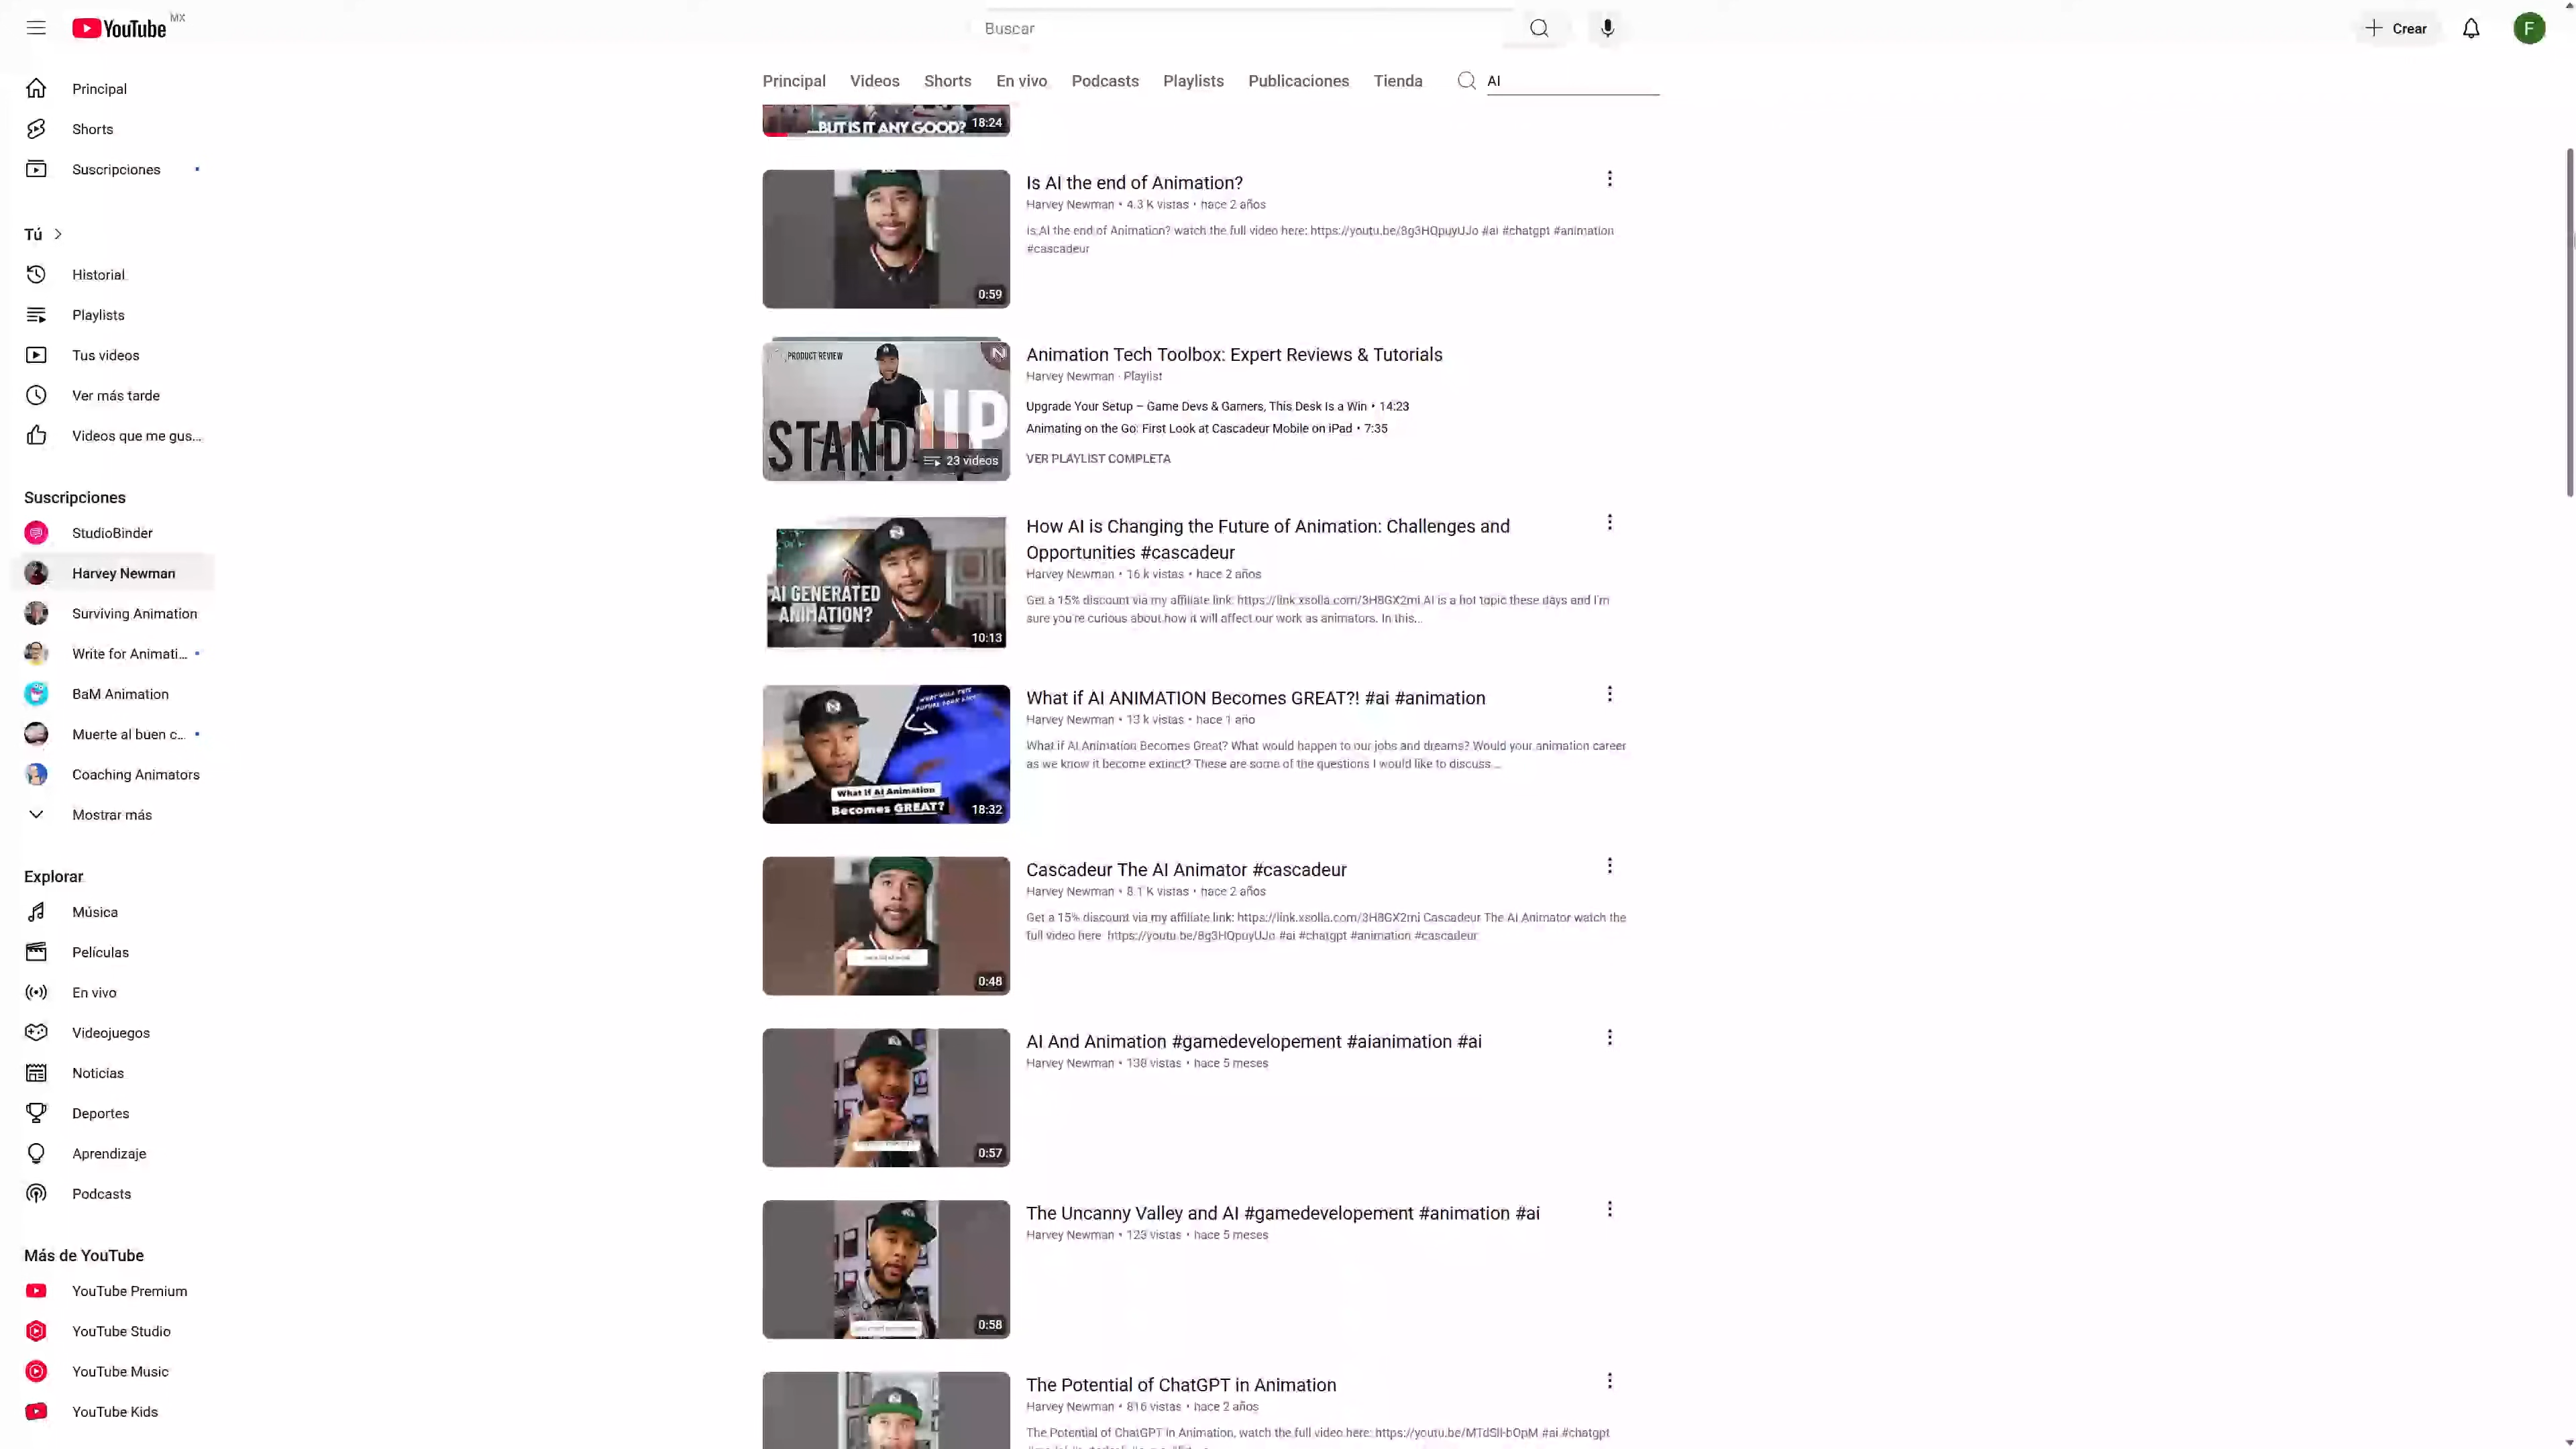 YouTube MX
Buscar
Crear
F
Principal
Shorts
Suscripciones
Tú
Historial
Playlists
Tus videos
Ver más tarde
Videos que me gus...
Suscripciones
StudioBinder
Harvey Newman
Surviving Animation
Write for Animati...
BaM Animation
Muerte al buen c...
Coaching Animators
Mostrar más
Explorar
Música
Películas
En vivo
Videojuegos
Noticias
Deportes
Aprendizaje
Podcasts
Más de YouTube
YouTube Premium
YouTube Studio
YouTube Music
YouTube Kids
Principal Videos Shorts En vivo Podcasts Playlists Publicaciones Tienda AI
...BUT IS IT ANY GOOD? 18:24
0:59
Is AI the end of Animation?
Harvey Newman • 4.3 K vistas • hace 2 años
Is AI the end of Animation? watch the full video here: https://youtu.be/8g3HQpuyUJo #ai #chatgpt #animation
#cascadeur
PRODUCT REVIEW
STAND UP
23 videos
Animation Tech Toolbox: Expert Reviews & Tutorials
Harvey Newman · Playlist
Upgrade Your Setup – Game Devs & Gamers, This Desk Is a Win • 14:23
Animating on the Go: First Look at Cascadeur Mobile on iPad • 7:35
VER PLAYLIST COMPLETA
AI GENERATED
ANIMATION?
10:13
How AI is Changing the Future of Animation: Challenges and
Opportunities #cascadeur
Harvey Newman • 16 k vistas • hace 2 años
Get a 15% discount via my affiliate link: https://link.xsolla.com/3H8GX2mi AI is a hot topic these days and I'm
sure you're curious about how it will affect our work as animators. In this...
What if AI Animation
Becomes GREAT?
18:32
What if AI ANIMATION Becomes GREAT?! #ai #animation
Harvey Newman • 13 k vistas • hace 1 año
What if AI Animation Becomes Great? What would happen to our jobs and dreams? Would your animation career
as we know it become extinct? These are some of the questions I would like to discuss ...
0:48
Cascadeur The AI Animator #cascadeur
Harvey Newman • 8.1 K vistas • hace 2 años
Get a 15% discount via my affiliate link: https://link.xsolla.com/3H8GX2mi Cascadeur The AI Animator watch the
full video here: https://youtu.be/8g3HQpuyUJo #ai #chatgpt #animation #cascadeur
0:57
AI And Animation #gamedevelopement #aianimation #ai
Harvey Newman • 138 vistas • hace 5 meses
0:58
The Uncanny Valley and AI #gamedevelopement #animation #ai
Harvey Newman • 123 vistas • hace 5 meses
The Potential of ChatGPT in Animation
Harvey Newman • 816 vistas • hace 2 años
The Potential of ChatGPT in Animation, watch the full video here: https://youtu.be/MTdSlI-bOpM #ai #chatgpt